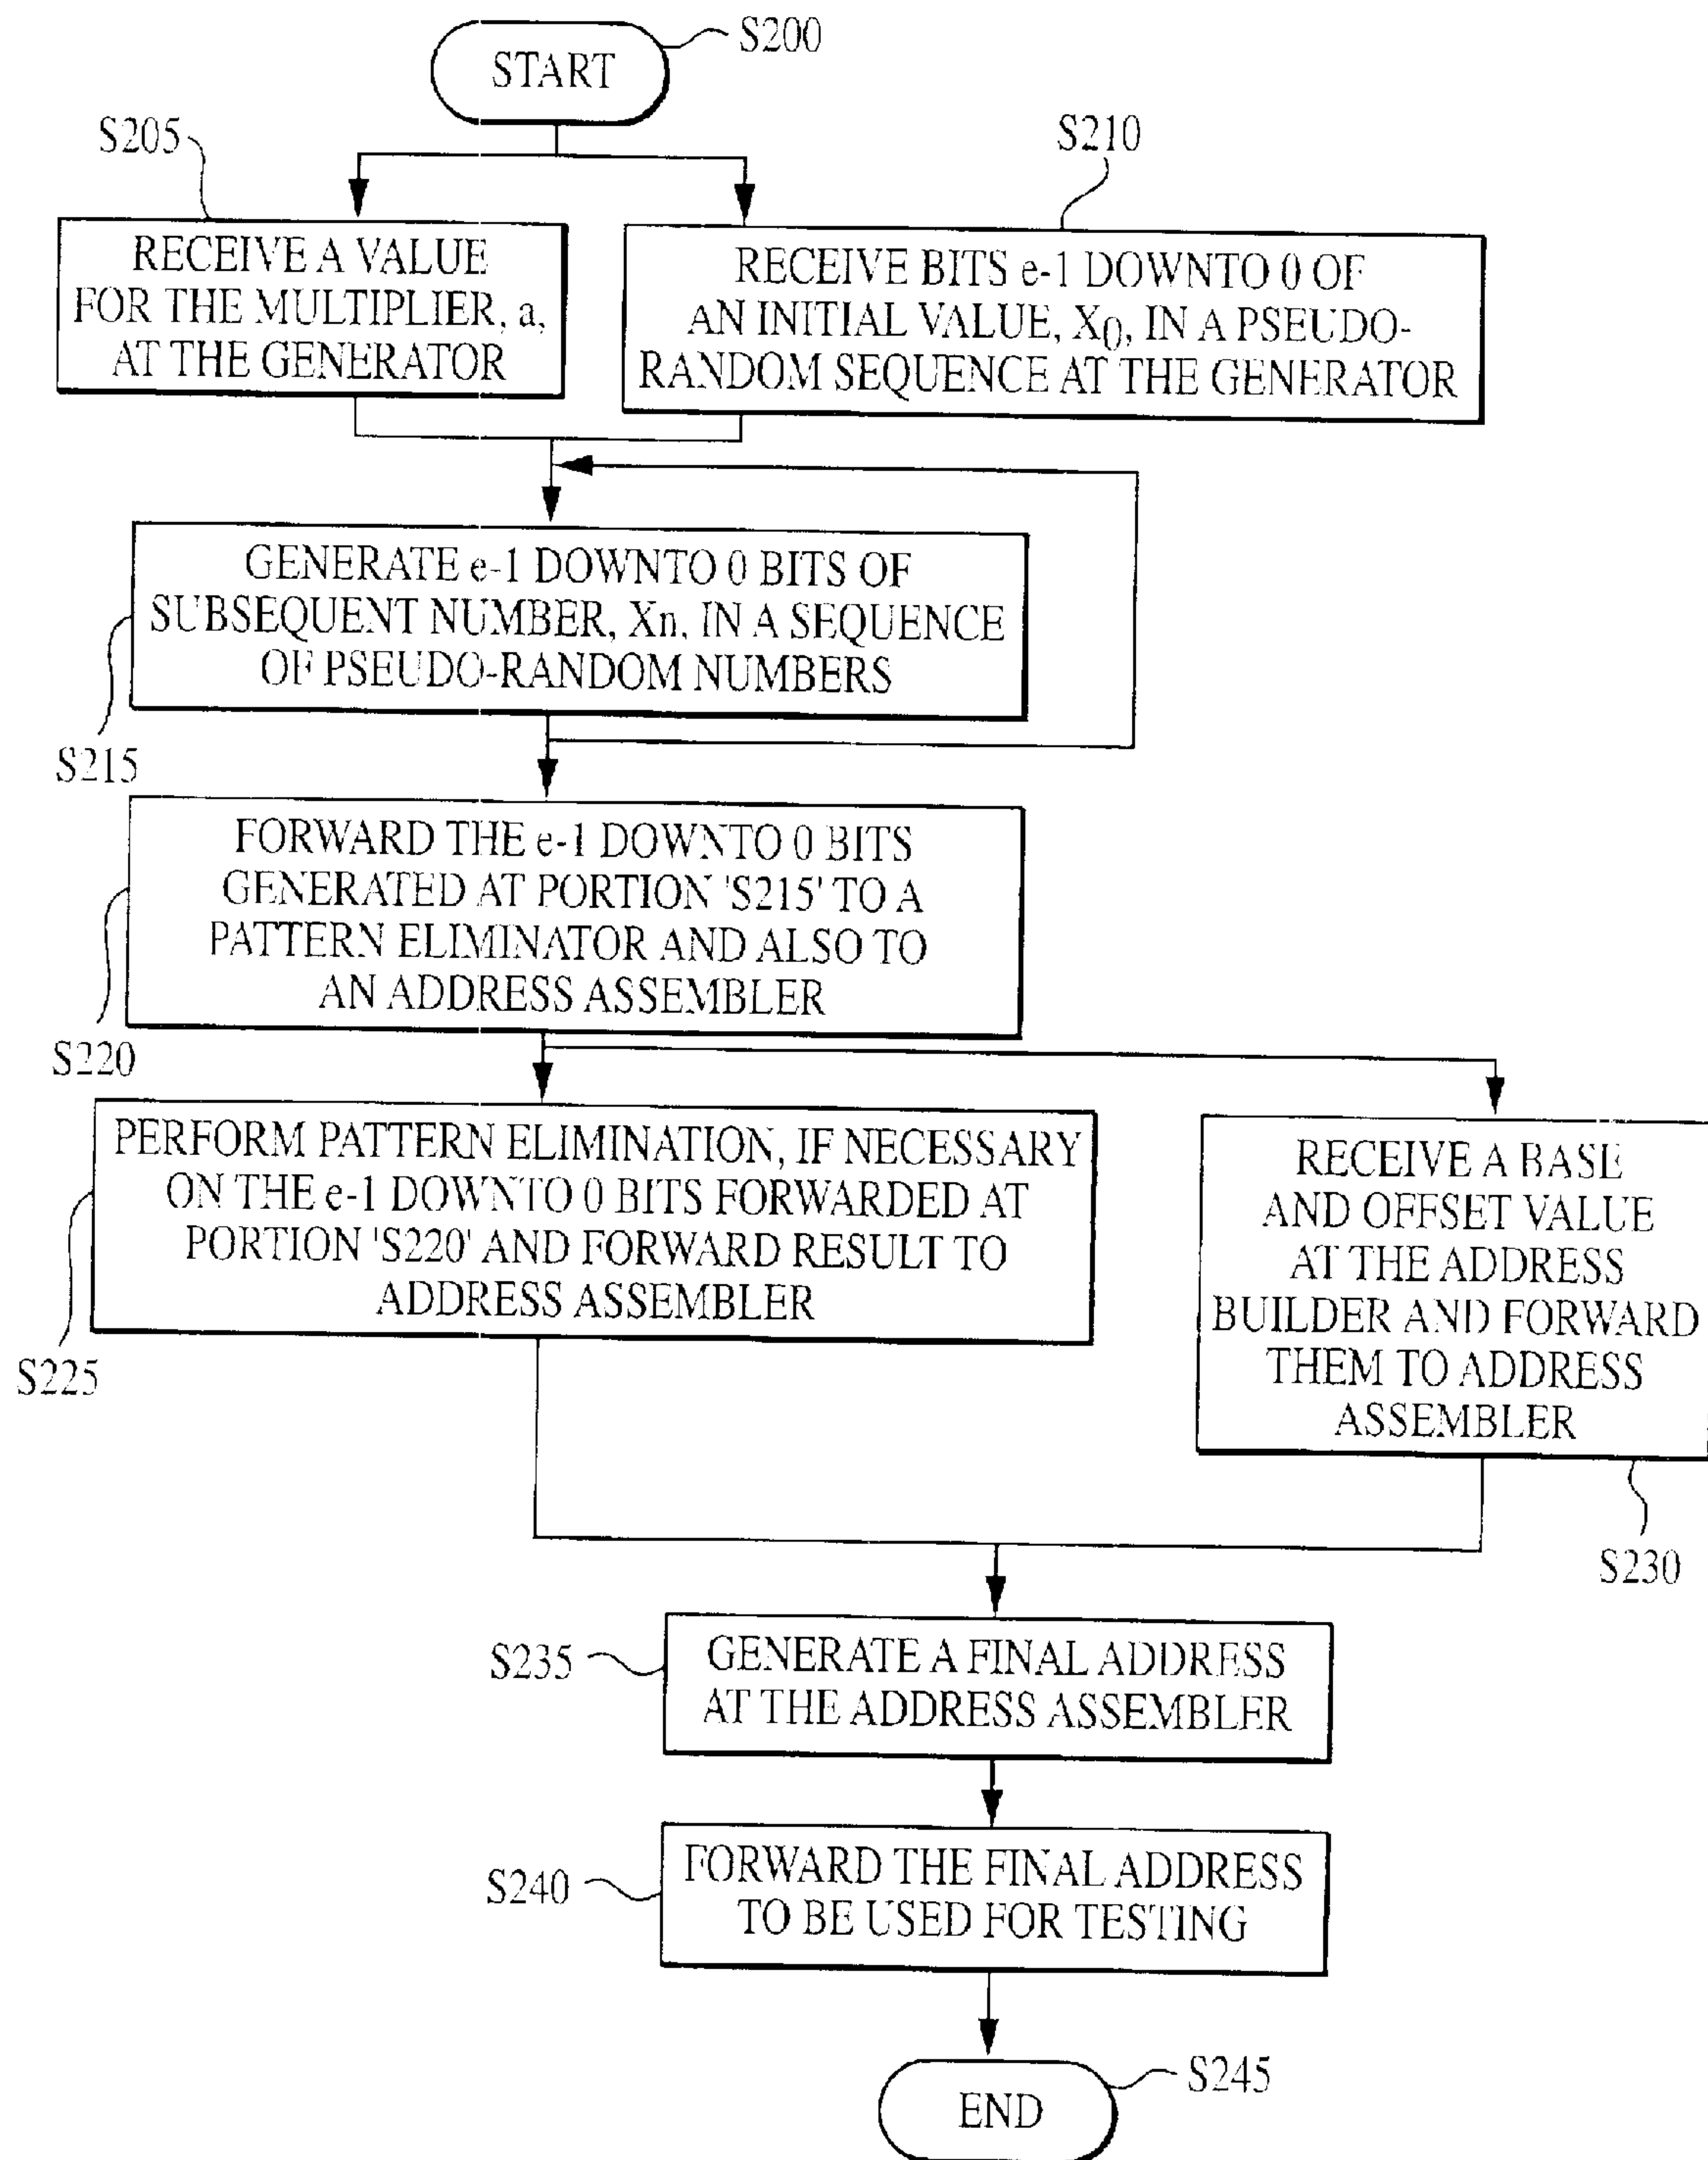 START
S200
S205
S210
RECEIVE A VALUE
FOR THE MULTIPLIER, a,
AT THE GENERATOR
RECEIVE BITS e-1 DOWNTO 0 OF
AN INITIAL VALUE, X0, IN A PSEUDO-
RANDOM SEQUENCE AT THE GENERATOR
GENERATE e-1 DOWNTO 0 BITS OF
SUBSEQUENT NUMBER, Xn, IN A SEQUENCE
OF PSEUDO-RANDOM NUMBERS
S215
FORWARD THE e-1 DOWNTO 0 BITS
GENERATED AT PORTION 'S215' TO A
PATTERN ELIMINATOR AND ALSO TO
AN ADDRESS ASSEMBLER
S220
PERFORM PATTERN ELIMINATION, IF NECESSARY
ON THE e-1 DOWNTO 0 BITS FORWARDED AT
PORTION 'S220' AND FORWARD RESULT TO
ADDRESS ASSEMBLER
S225
RECEIVE A BASE
AND OFFSET VALUE
AT THE ADDRESS
BUILDER AND FORWARD
THEM TO ADDRESS
ASSEMBLER
S230
S235
GENERATE A FINAL ADDRESS
AT THE ADDRESS ASSEMBLER
S240
FORWARD THE FINAL ADDRESS
TO BE USED FOR TESTING
END
S245